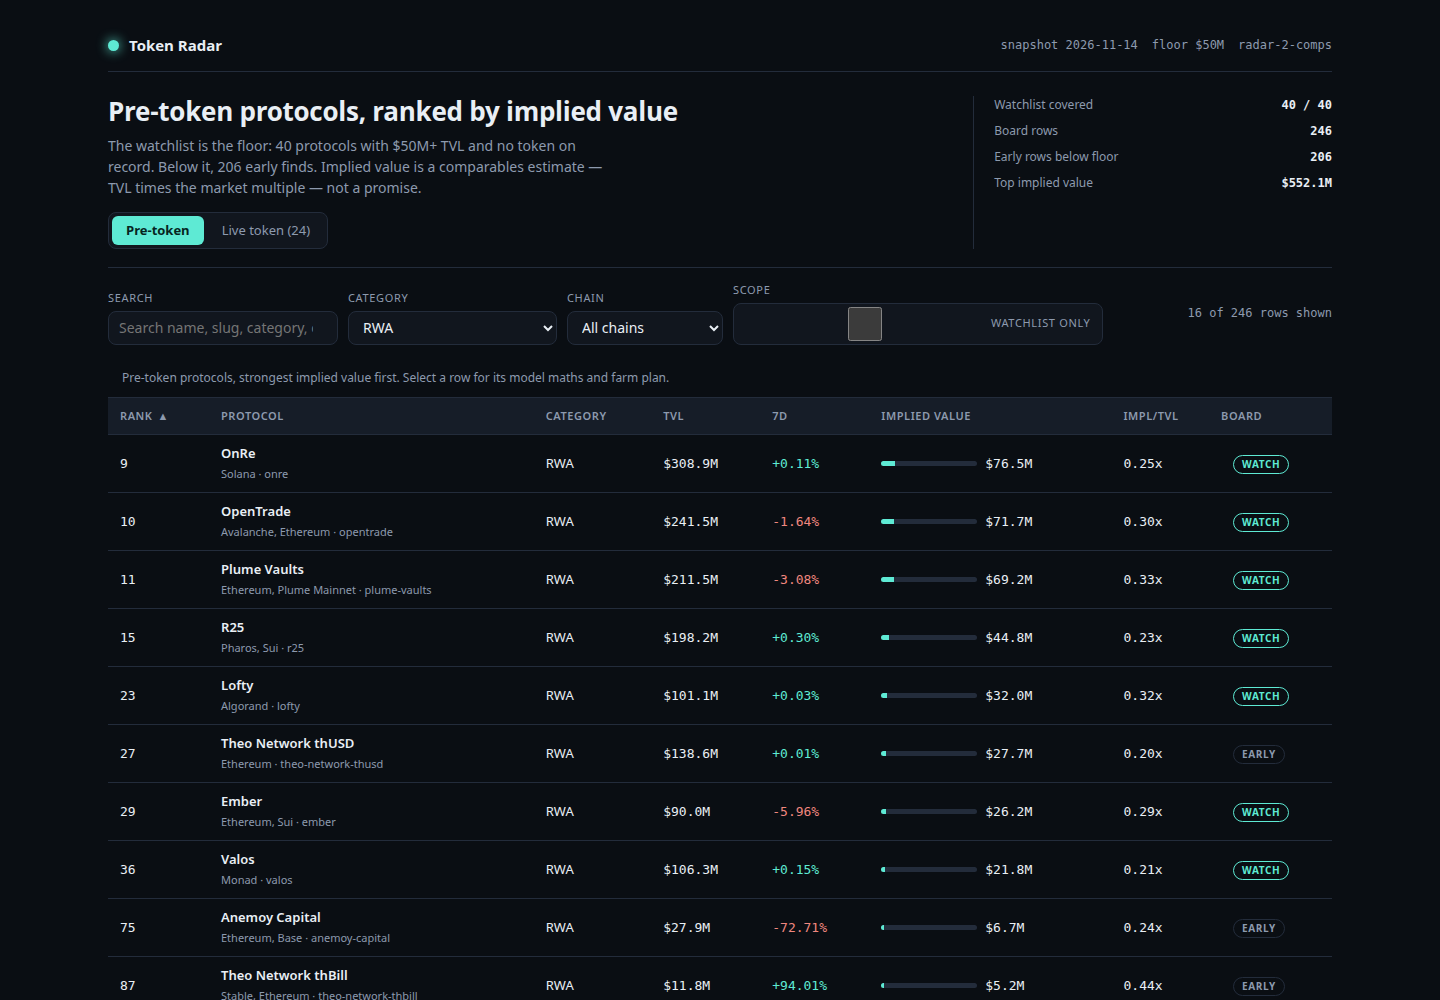 Token Radar
snapshot 2026-11-14 floor $50M radar-2-comps
Pre-token protocols, ranked by implied value
The watchlist is the floor: 40 protocols with $50M+ TVL and no token on
record. Below it, 206 early finds. Implied value is a comparables estimate —
TVL times the market multiple — not a promise.
Watchlist covered 40 / 40
Board rows 246
Early rows below floor 206
Top implied value $552.1M
Pre-token Live token (24)
SEARCH CATEGORY CHAIN SCOPE
Search name, slug, category, RWA All chains WATCHLIST ONLY
16 of 246 rows shown
Pre-token protocols, strongest implied value first. Select a row for its model maths and farm plan.
RANK ▲ PROTOCOL CATEGORY TVL 7D IMPLIED VALUE IMPL/TVL BOARD
9 OnRe RWA $308.9M +0.11% $76.5M 0.25x WATCH
Solana · onre
10 OpenTrade RWA $241.5M -1.64% $71.7M 0.30x WATCH
Avalanche, Ethereum · opentrade
11 Plume Vaults RWA $211.5M -3.08% $69.2M 0.33x WATCH
Ethereum, Plume Mainnet · plume-vaults
15 R25 RWA $198.2M +0.30% $44.8M 0.23x WATCH
Pharos, Sui · r25
23 Lofty RWA $101.1M +0.03% $32.0M 0.32x WATCH
Algorand · lofty
27 Theo Network thUSD RWA $138.6M +0.01% $27.7M 0.20x EARLY
Ethereum · theo-network-thusd
29 Ember RWA $90.0M -5.96% $26.2M 0.29x WATCH
Ethereum, Sui · ember
36 Valos RWA $106.3M +0.15% $21.8M 0.21x WATCH
Monad · valos
75 Anemoy Capital RWA $27.9M -72.71% $6.7M 0.24x EARLY
Ethereum, Base · anemoy-capital
87 Theo Network thBill RWA $11.8M +94.01% $5.2M 0.44x EARLY
Stable, Ethereum · theo-network-thbill